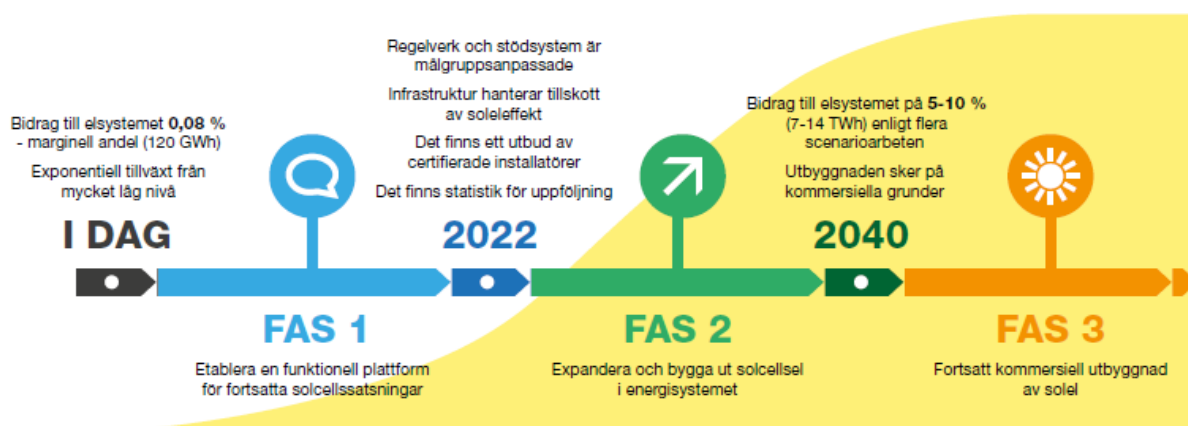 Bidrag till elsystemet 0,08 %
- marginell andel (120 GWh)
Exponentiell tillväxt från
mycket låg nivå
I DAG
Regelverk och stödsystem är
målgruppsanpassade
Infrastruktur hanterar tillskott
av soleleffekt
Det finns ett utbud av
certifierade installatörer
Det finns statistik för uppföljning
2022
Bidrag till elsystemet på 5-10 %
(7-14 TWh) enligt flera
scenarioarbeten
Utbyggnaden sker på
kommersiella grunder
2040
FAS 1
Etablera en funktionell plattform
för fortsatta solcellssatsningar
FAS 2
Expandera och bygga ut solcellsel
i energisystemet
FAS 3
Fortsatt kommersiell utbyggnad
av solel